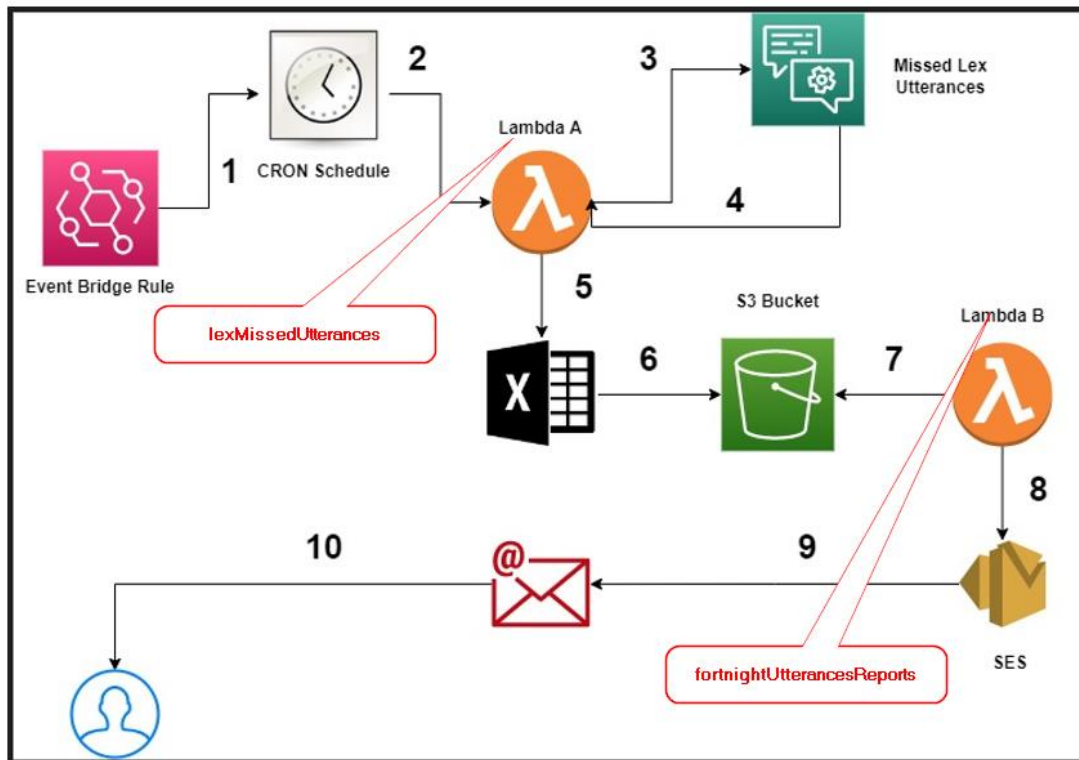 1
CRON Schedule
2
3
Missed Lex
Utterances
Lambda A
4
Event Bridge Rule
lexMissedUtterances
5
S3 Bucket
Lambda B
X
6
7
8
10
@
9
fortnightUtterancesReports
SES